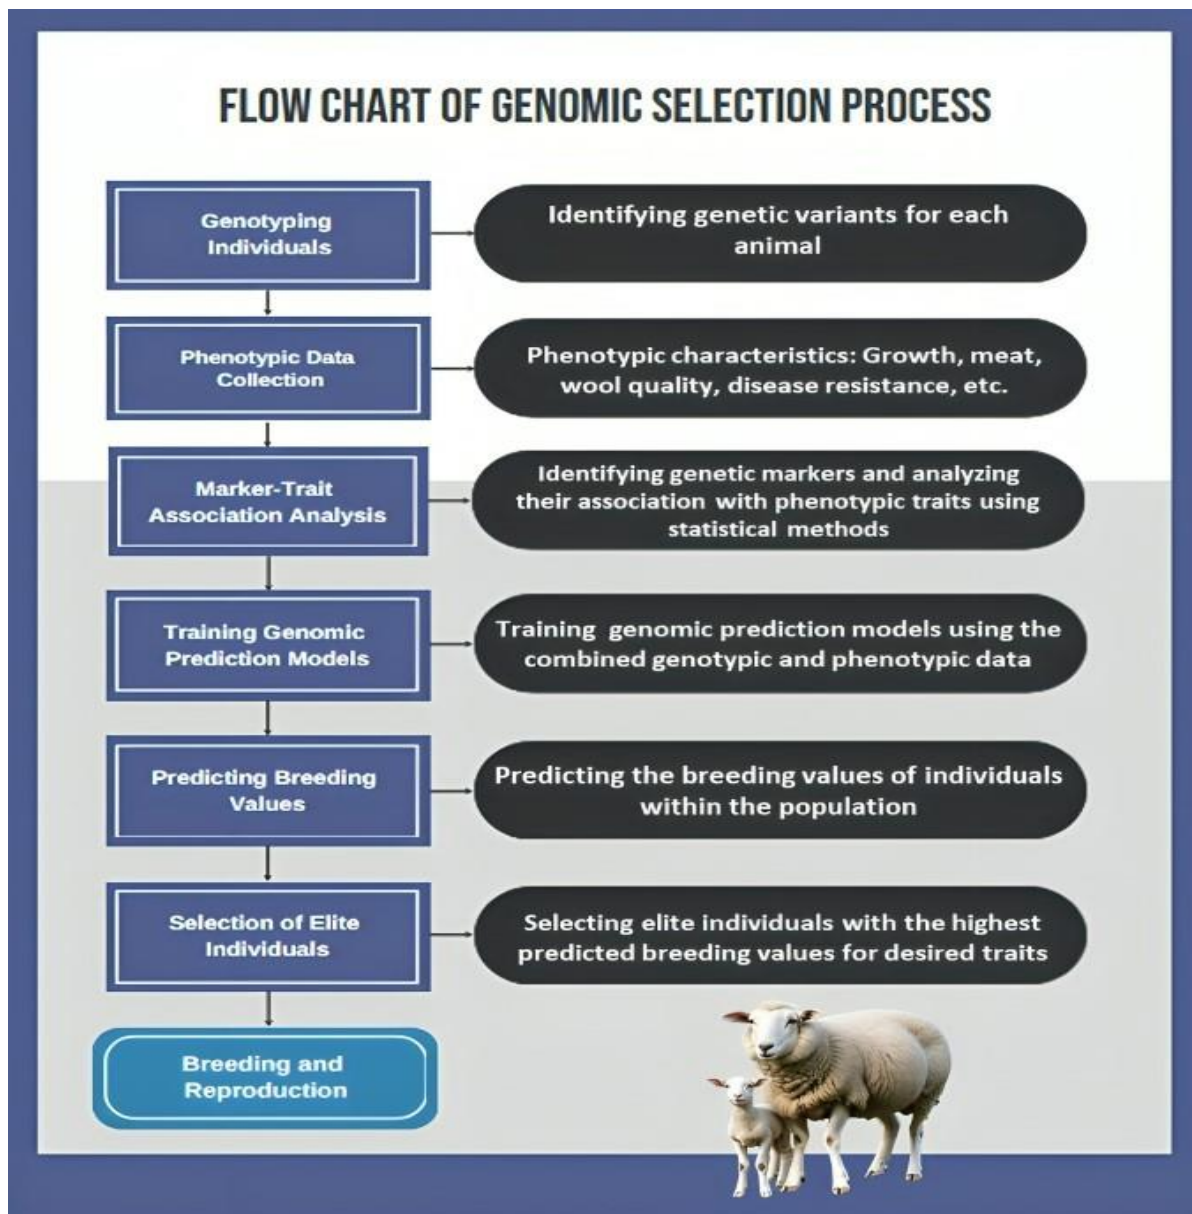 FLOW CHART OF GENOMIC SELECTION PROCESS
Genotyping
Individuals
Identifying genetic variants for each
animal
Phenotypic Data
Collection
Phenotypic characteristics: Growth, meat,
wool quality, disease resistance, etc.
Marker-Trait
Association Analysis
Identifying genetic markers and analyzing
their association with phenotypic traits using
statistical methods
Training Genomic
Prediction Models
Training genomic prediction models using the
combined genotypic and phenotypic data
Predicting Breeding
Values
Predicting the breeding values of individuals
within the population
Selection of Elite
Individuals
Selecting elite individuals with the highest
predicted breeding values for desired traits
Breeding and
Reproduction